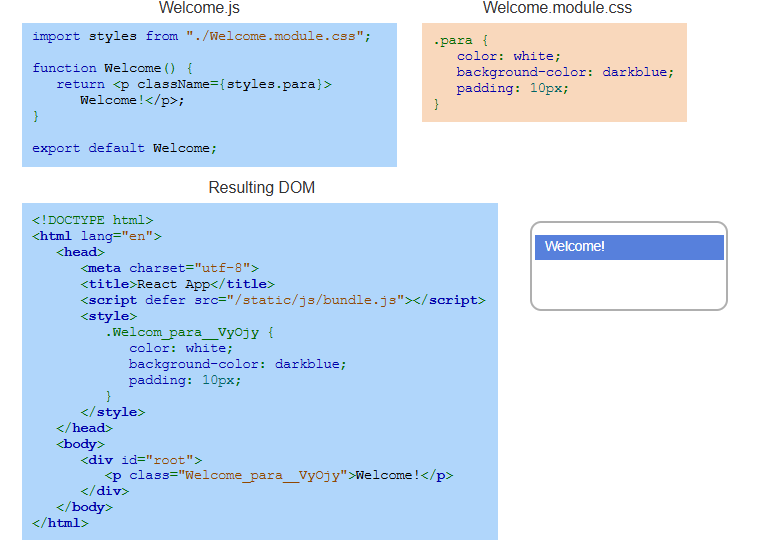 Welcome.js
import styles from "./Welcome.module.css";
function Welcome() {
return <p className={styles.para}>
Welcome!</p>;
}
export default Welcome;
Welcome.module.css
.para {
color: white;
background-color: darkblue;
padding: 10px;
}
Resulting DOM
<!DOCTYPE html>
<html lang="en">
<head>
<meta charset="utf-8">
<title>React App</title>
<script defer src="/static/js/bundle.js"></script>
<style>
.Welcom_para__VyOjy {
color: white;
background-color: darkblue;
padding: 10px;
}
</style>
</head>
<body>
<div id="root">
<p class="Welcome_para__VyOjy">Welcome!</p>
</div>
</body>
</html>
Welcome!